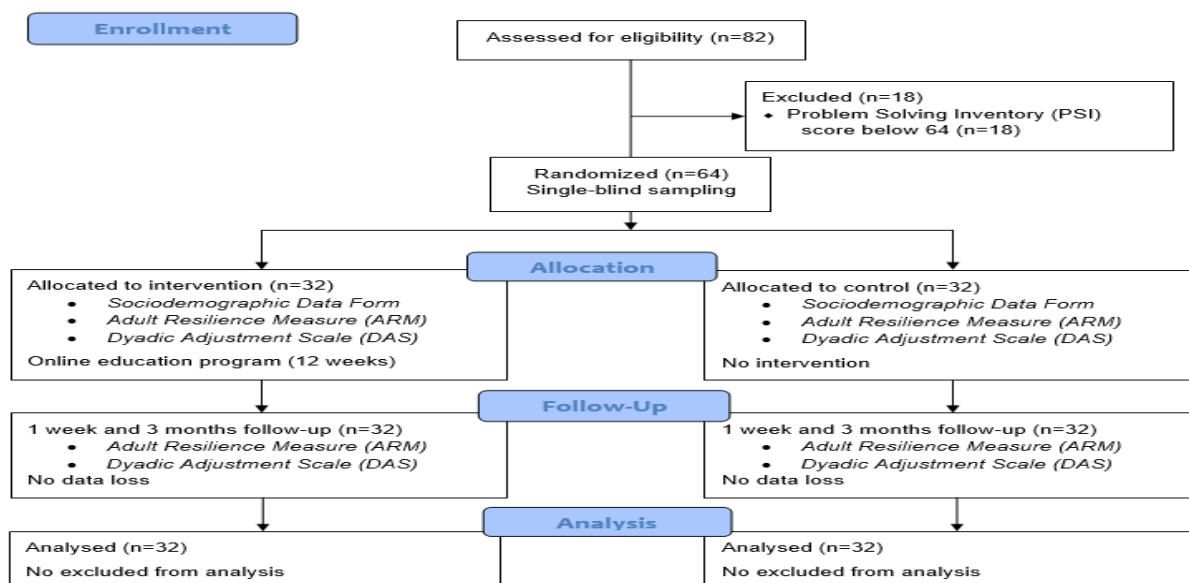 Enrollment
Assessed for eligibility (n=82)
Excluded (n=18)
♦ Problem Solving Inventory (PSI)
score below 64 (n=18)
Randomized (n=64)
Single-blind sampling
Allocation
Allocated to intervention (n=32)
• Sociodemographic Data Form
• Adult Resilience Measure (ARM)
• Dyadic Adjustment Scale (DAS)
Online education program (12 weeks)
Allocated to control (n=32)
• Sociodemographic Data Form
• Adult Resilience Measure (ARM)
• Dyadic Adjustment Scale (DAS)
No intervention
Follow-Up
1 week and 3 months follow-up (n=32)
• Adult Resilience Measure (ARM)
• Dyadic Adjustment Scale (DAS)
No data loss
1 week and 3 months follow-up (n=32)
• Adult Resilience Measure (ARM)
• Dyadic Adjustment Scale (DAS)
No data loss
Analysis
Analysed (n=32)
No excluded from analysis
Analysed (n=32)
No excluded from analysis